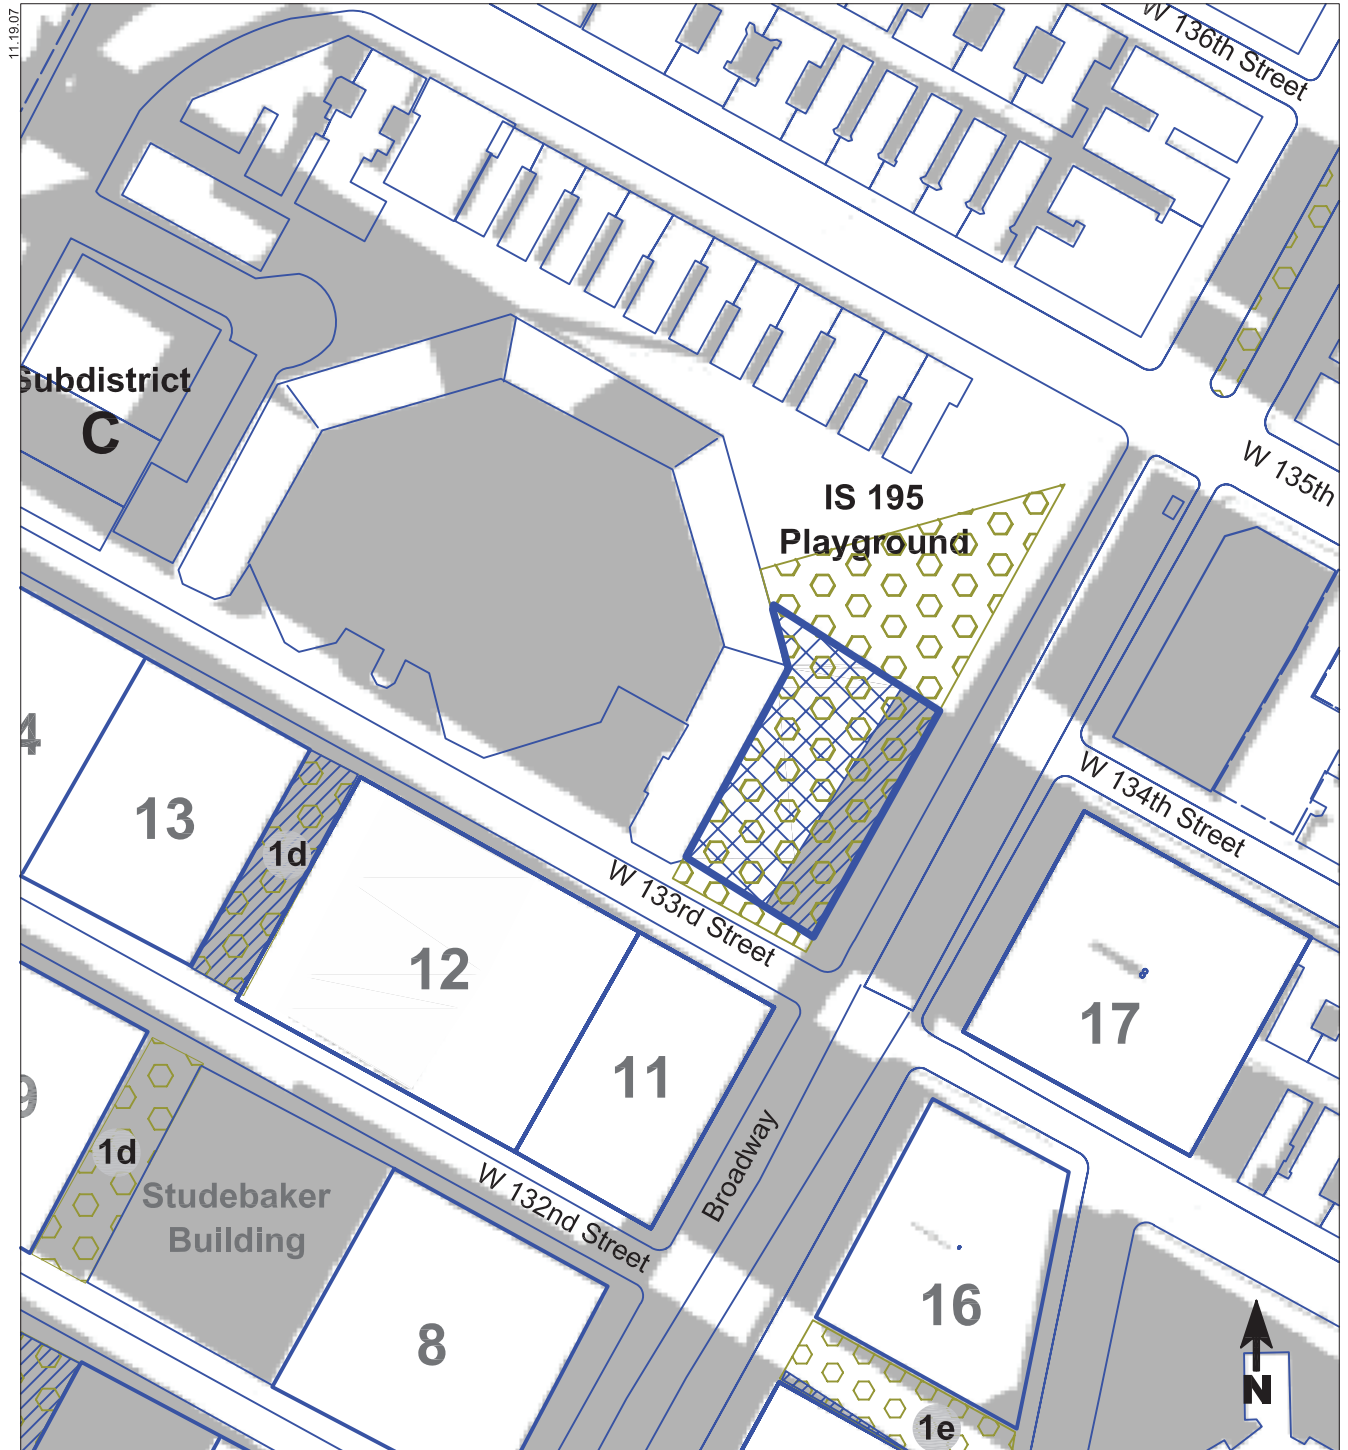 11.19.07
W 136th Street
Subdistrict
C
W 135th
IS 195
Playground
4
13
1d
W 134th Street
W 133rd Street
12
17
11
9
1d
Studebaker
Building
W 132nd Street
Broadway
16
8
1e
N